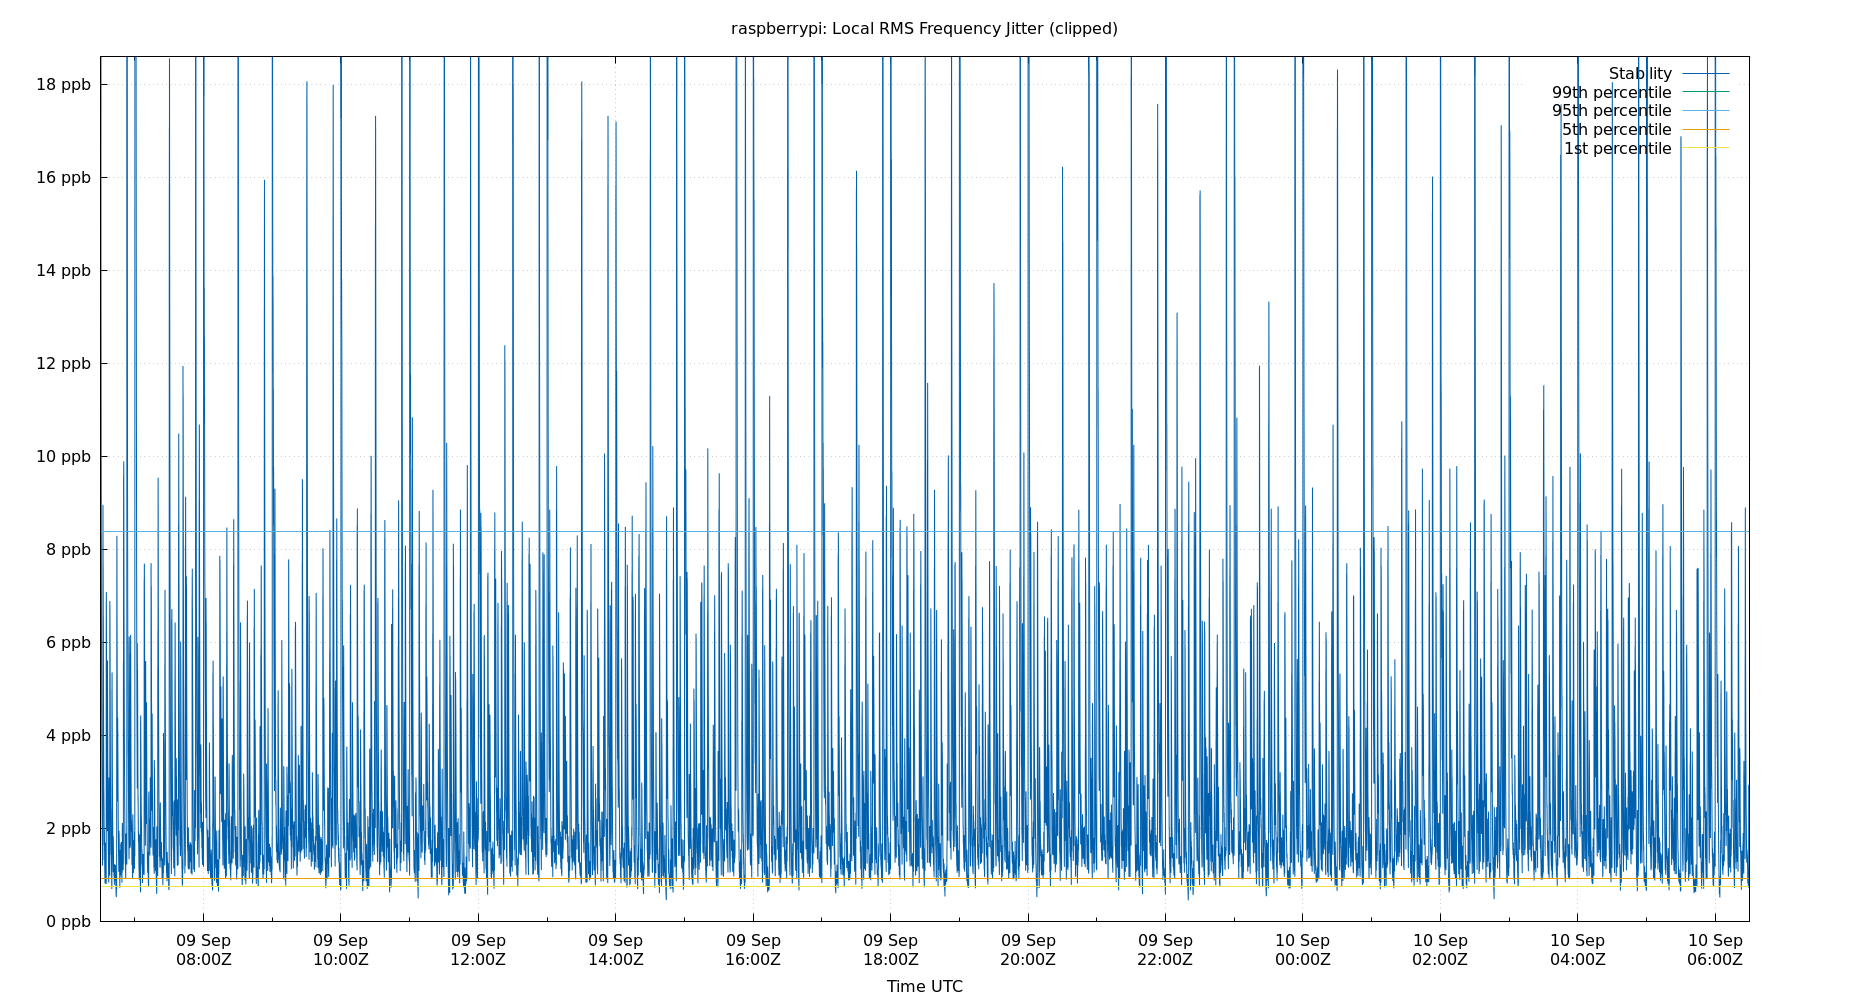 raspberrypi: Local RMS Frequency Jitter (clipped)
18 ppb
16 ppb
14 ppb
12 ppb
10 ppb
8 ppb
6 ppb
4 ppb
2 ppb
0 ppb
Stability
99th percentile
95th percentile
5th percentile
1st percentile
09 Sep
08:00Z
09 Sep
10:00Z
09 Sep
12:00Z
09 Sep
14:00Z
09 Sep
16:00Z
09 Sep
18:00Z
09 Sep
20:00Z
09 Sep
22:00Z
10 Sep
00:00Z
10 Sep
02:00Z
10 Sep
04:00Z
10 Sep
06:00Z
Time UTC